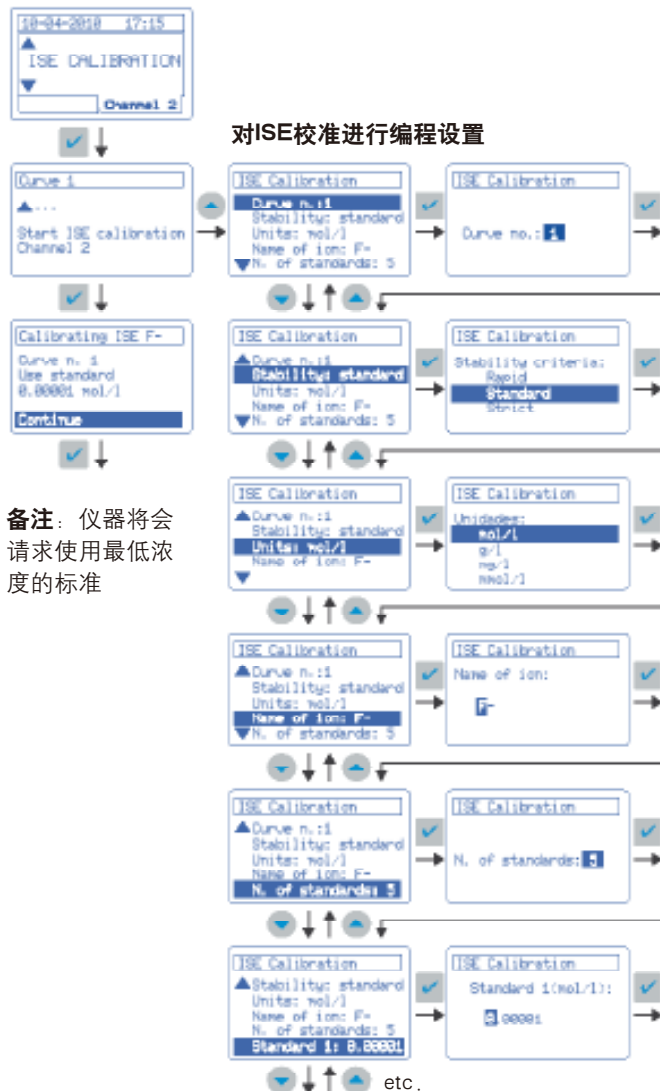 10-04-2010 17:15
ISE CALIBRATION
Channel 2
对ISE校准进行编程设置
Curve 1
...
Start ISE calibration
Channel 2
ISE Calibration
Curve n.:1
Stability: standard
Units: mol/l
Name of ion: F-
N. of standards: 5
ISE Calibration
Curve no.: 1
Calibrating ISE F-
Curve n. 1
Use standard
0.00001 mol/l
Continue
ISE Calibration
Curve n.:1
Stability: standard
Units: mol/l
Name of ion: F-
N. of standards: 5
ISE Calibration
Stability criteria:
Rapid
Standard
Strict
备注：仪器将会
请求使用最低浓
度的标准
ISE Calibration
Curve n.:1
Stability: standard
Units: mol/l
Name of ion: F-
ISE Calibration
Unidades:
mol/l
g/l
mg/l
mmol/l
ISE Calibration
Curve n.:1
Stability: standard
Units: mol/l
Name of ion: F-
N. of standards: 5
ISE Calibration
Name of ion:
F-
ISE Calibration
Curve n.:1
Stability: standard
Units: mol/l
Name of ion: F-
N. of standards: 5
ISE Calibration
N. of standards: 5
ISE Calibration
Stability: standard
Units: mol/l
Name of ion: F-
N. of standards: 5
Standard 1: 0.00001
ISE Calibration
Standard 1(mol/l):
0.00001
etc.